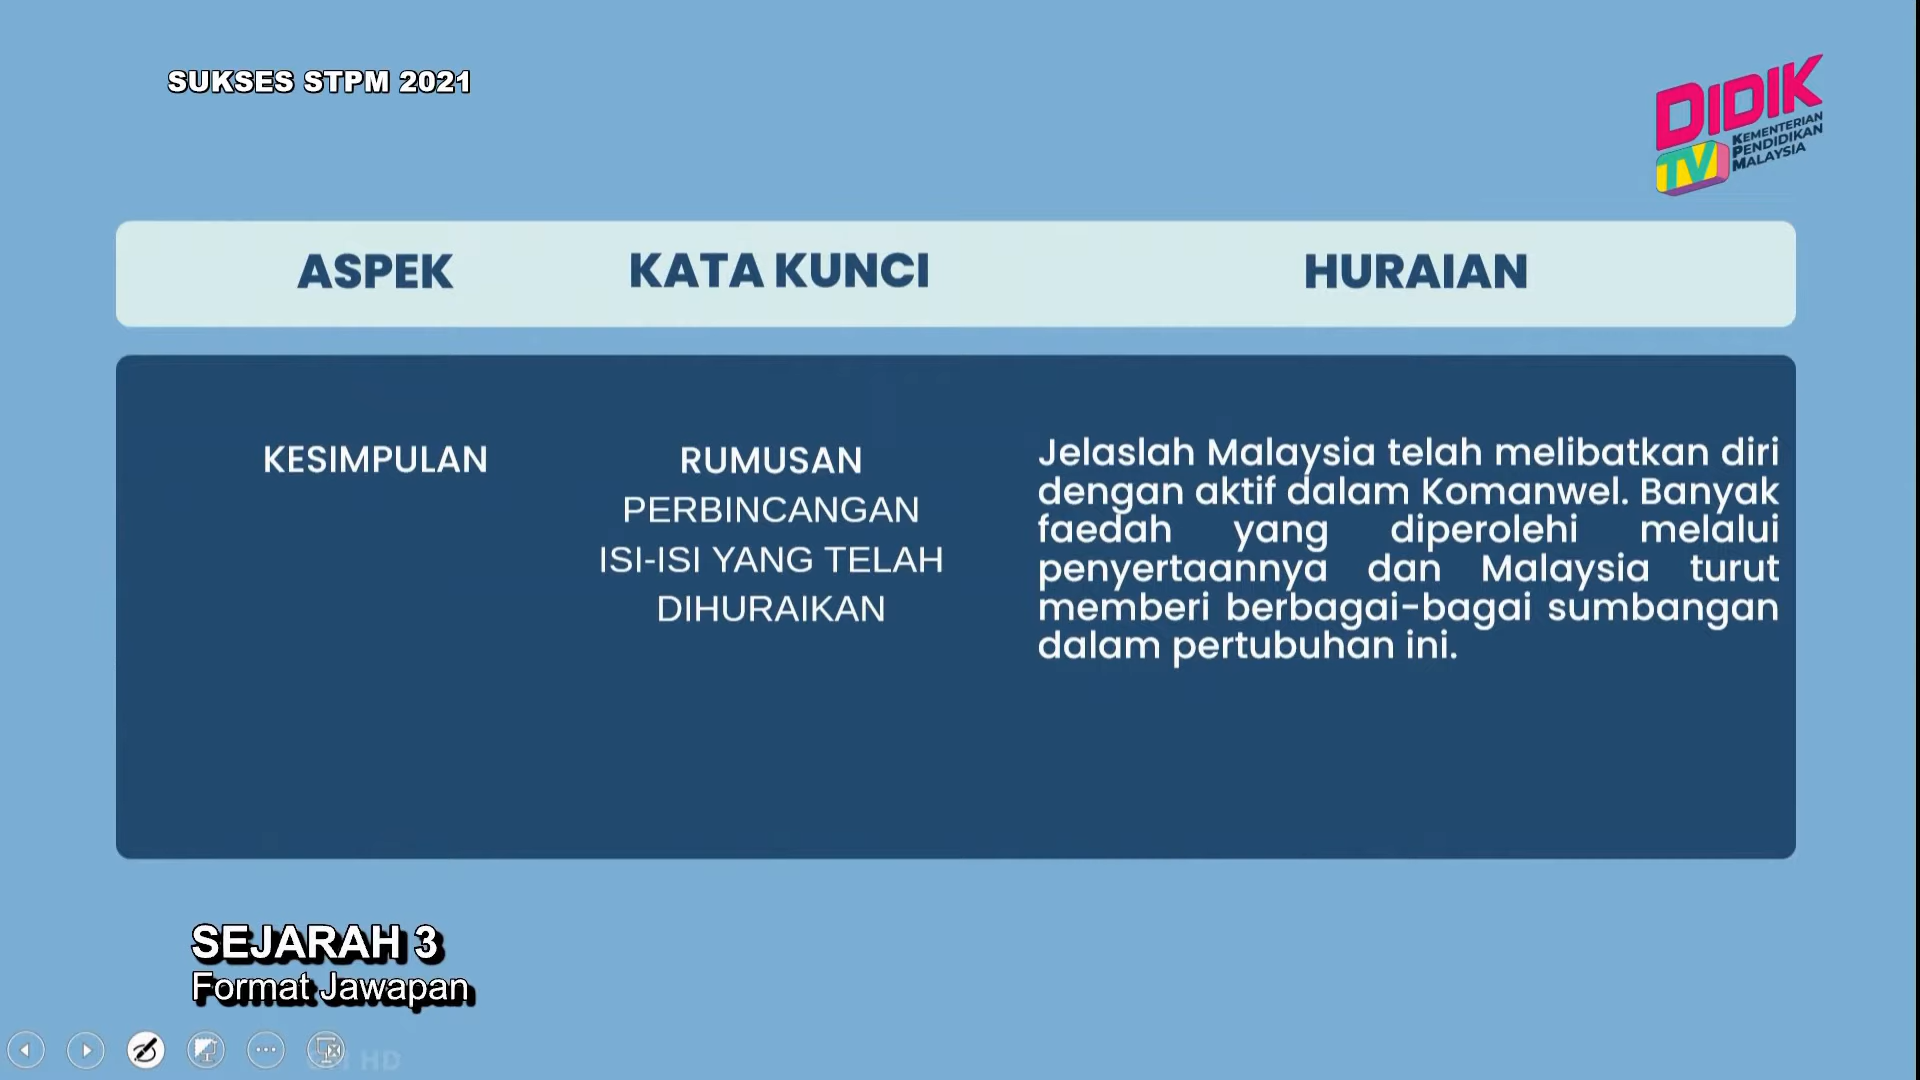 SUKSES STPM 2021
DIDIK
TV
KEMENTERIAN
PENDIDIKAN
MALAYSIA
ASPEK KATA KUNCI HURAIAN
KESIMPULAN
RUMUSAN
PERBINCANGAN
ISI-ISI YANG TELAH
DIHURAIKAN
Jelaslah Malaysia telah melibatkan diri
dengan aktif dalam Komanwel. Banyak
faedah yang diperolehi melalui
penyertaannya dan Malaysia turut
memberi berbagai-bagai sumbangan
dalam pertubuhan ini.
SEJARAH 3
Format Jawapan
HD